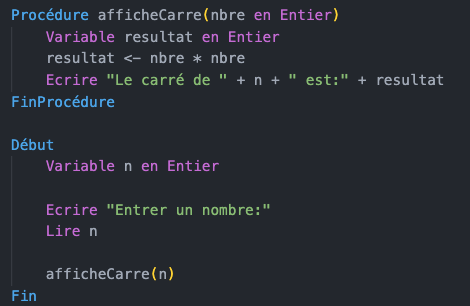 Procédure afficheCarre(nbre en Entier)
    Variable resultat en Entier
    resultat <- nbre * nbre
    Ecrire "Le carré de " + n + " est:" + resultat
FinProcédure

Début
    Variable n en Entier

    Ecrire "Entrer un nombre:"
    Lire n

    afficheCarre(n)
Fin